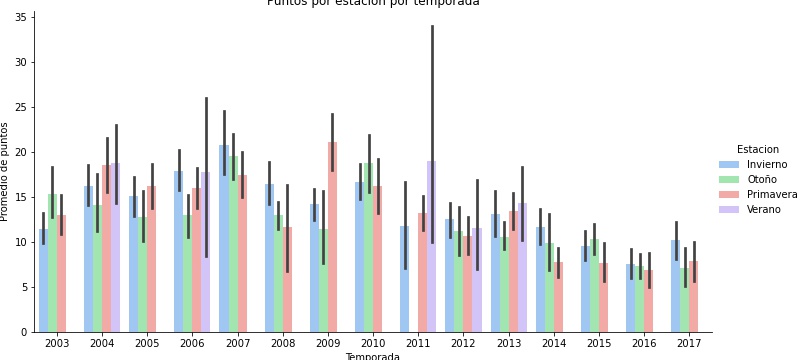 Puntos por estacion por temporada
35
30
25
20
15
10
5
0
Promedio de puntos
2003 2004 2005 2006 2007 2008 2009 2010 2011 2012 2013 2014 2015 2016 2017
Temporada
Estacion
Invierno
Otoño
Primavera
Verano